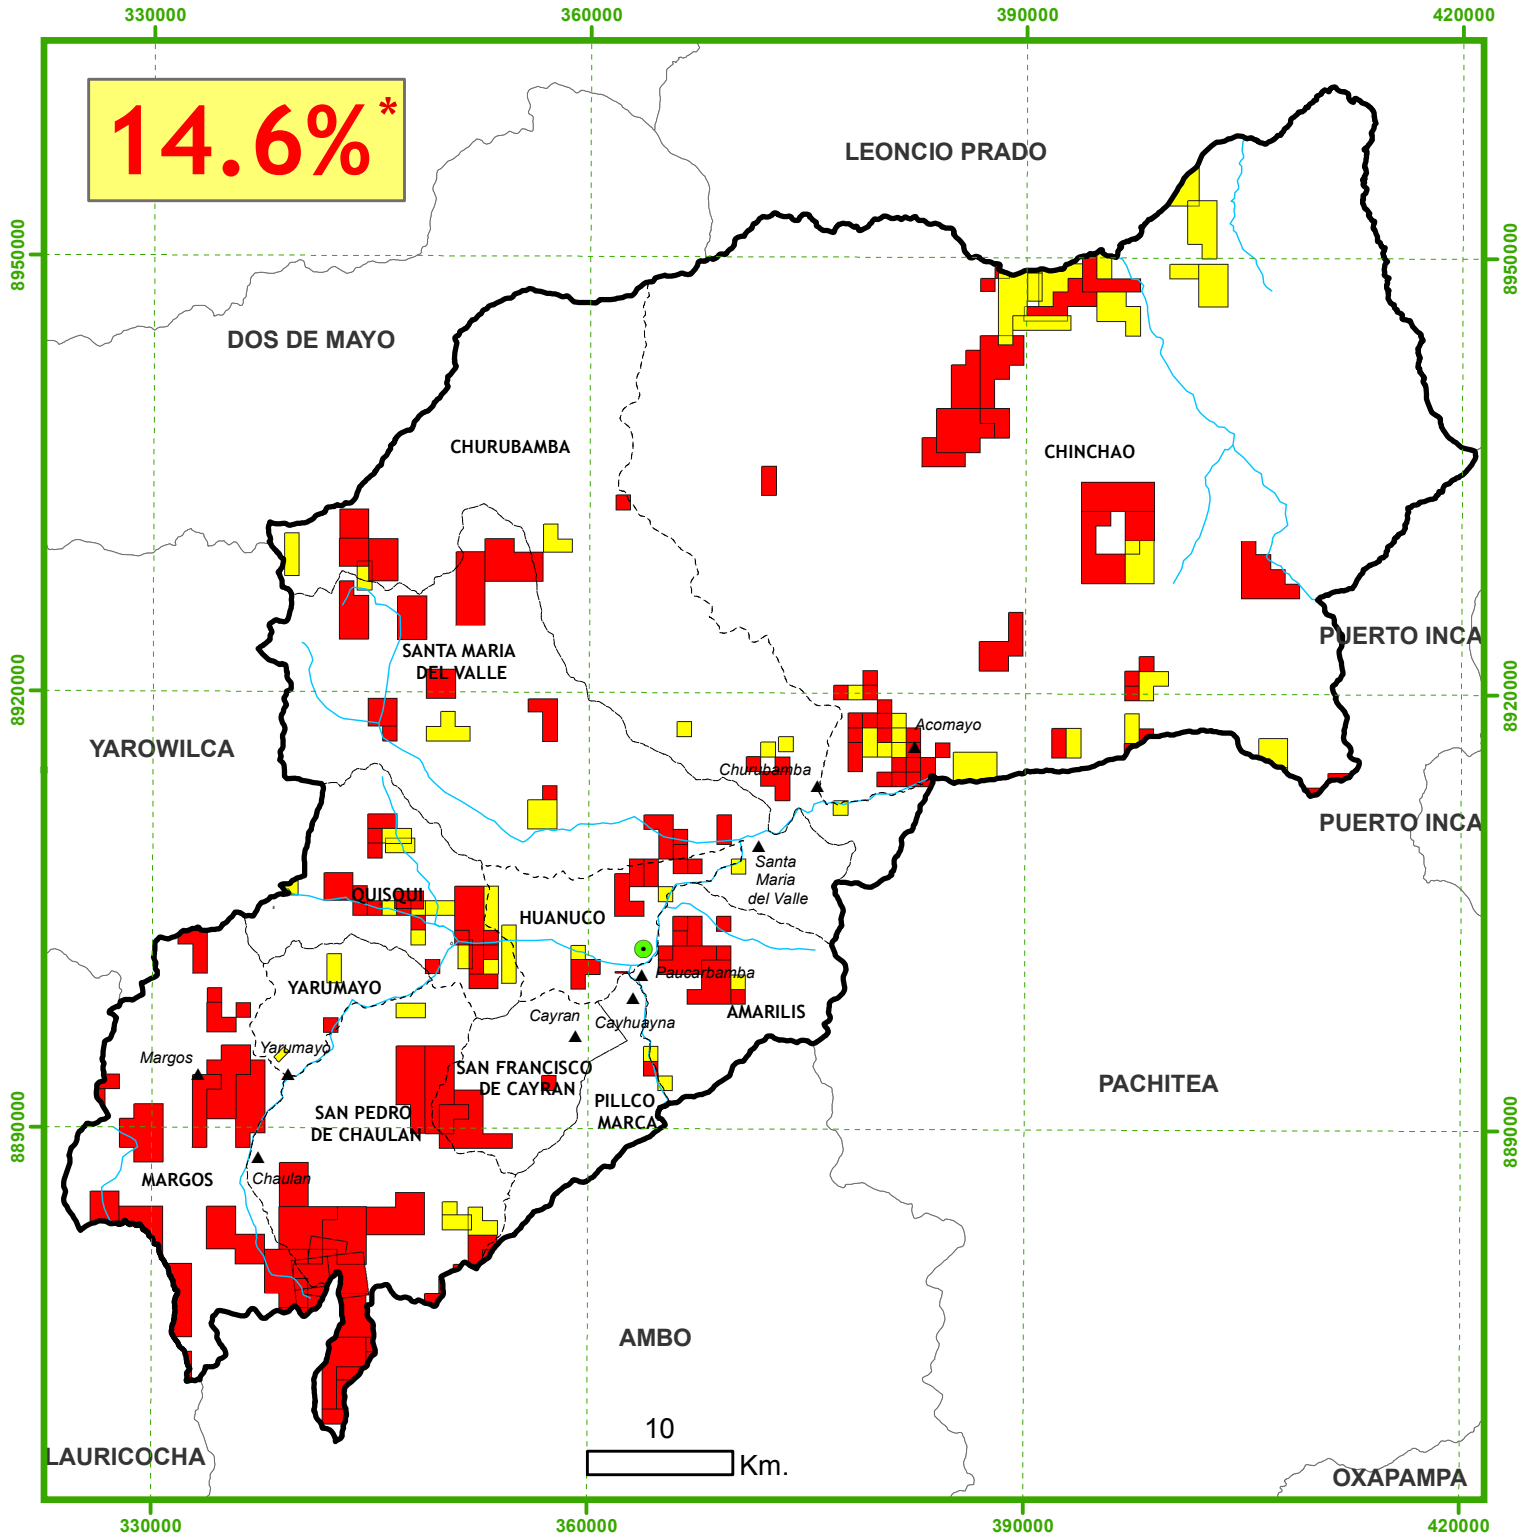 330000
360000
390000
420000
14.6%*
LEONCIO PRADO
8950000
8950000
DOS DE MAYO
CHURUBAMBA
CHINCHAO
PUERTO INCA
SANTA MARIA
DEL VALLE
8920000
8920000
YAROWILCA
Acomayo
Churubamba
PUERTO INCA
Santa
Maria
del Valle
QUISQUI
HUANUCO
Paucarbamba
YARUMAYO
AMARILIS
Cayran
Cayhuayna
Yarumayo
Margos
SAN FRANCISCO
DE CAYRAN
PACHITEA
PILLCO
MARCA
SAN PEDRO
DE CHAULAN
8890000
8890000
MARGOS
Chaulan
AMBO
10
Km.
LAURICOCHA
OXAPAMPA
330000
360000
390000
420000